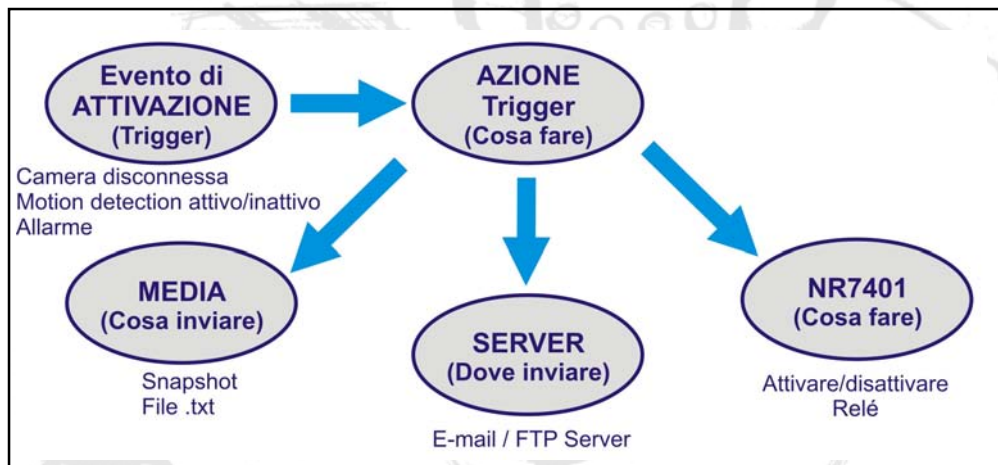 Evento di
ATTIVAZIONE
(Trigger)
AZIONE
Trigger
(Cosa fare)
Camera disconnessa
Motion detection attivo/inattivo
Allarme
MEDIA
(Cosa inviare)
SERVER
(Dove inviare)
NR7401
(Cosa fare)
Snapshot
File .txt
E-mail / FTP Server
Attivare/disattivare
Relé